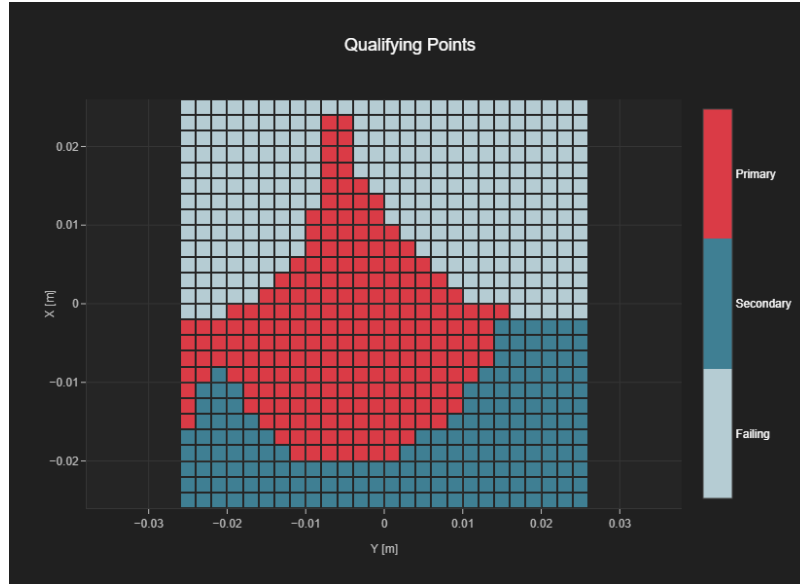 Qualifying Points
0.02
0.01
0
−0.01
−0.02
X [m]
−0.03
−0.02
−0.01
0
0.01
0.02
0.03
Y [m]
Primary
Secondary
Failing